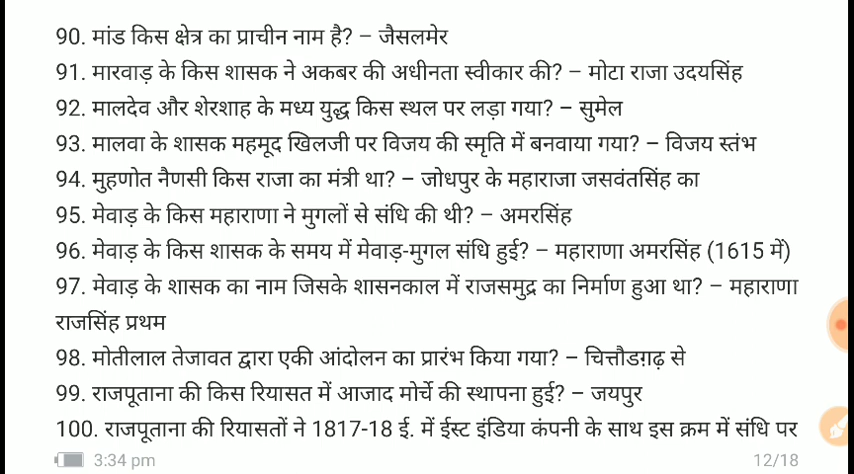 90. मांड किस क्षेत्र का प्राचीन नाम है? – जैसलमेर
91. मारवाड़ के किस शासक ने अकबर की अधीनता स्वीकार की? – मोटा राजा उदयसिंह
92. मालदेव और शेरशाह के मध्य युद्ध किस स्थल पर लड़ा गया? – सुमेल
93. मालवा के शासक महमूद खिलजी पर विजय की स्मृति में बनवाया गया? – विजय स्तंभ
94. मुहणोत नैणसी किस राजा का मंत्री था? – जोधपुर के महाराजा जसवंतसिंह का
95. मेवाड़ के किस महाराणा ने मुगलों से संधि की थी? – अमरसिंह
96. मेवाड़ के किस शासक के समय में मेवाड़-मुगल संधि हुई? – महाराणा अमरसिंह (1615 में)
97. मेवाड़ के शासक का नाम जिसके शासनकाल में राजसमुद्र का निर्माण हुआ था? – महाराणा
राजसिंह प्रथम
98. मोतीलाल तेजावत द्वारा एकी आंदोलन का प्रारंभ किया गया? – चित्तौडग़ढ़ से
99. राजपूताना की किस रियासत में आजाद मोर्चे की स्थापना हुई? – जयपुर
100. राजपूताना की रियासतों ने 1817-18 ई. में ईस्ट इंडिया कंपनी के साथ इस क्रम में संधि पर
3:34 pm 12/18